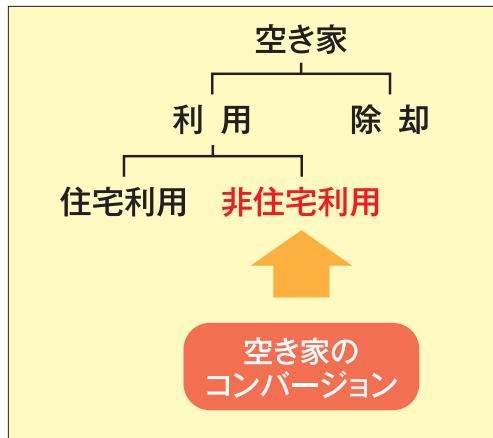 空き家
利用 除却
住宅利用 非住宅利用
空き家の
コンバージョン